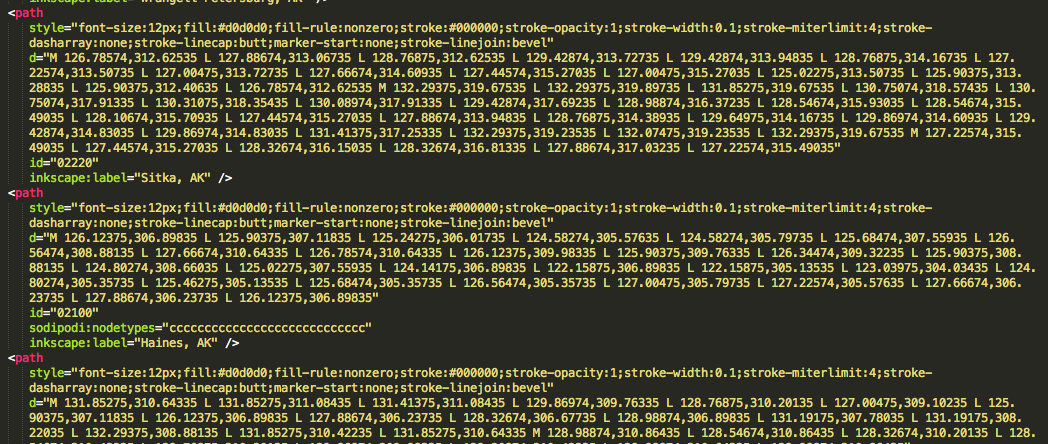 inkscape:label="Wrangell-Petersburg, AK" />
<path
style="font-size:12px;fill:#d0d0d0;fill-rule:nonzero;stroke:#000000;stroke-opacity:1;stroke-width:0.1;stroke-miterlimit:4;stroke-
dasharray:none;stroke-linecap:butt;marker-start:none;stroke-linejoin:bevel"
d="M 126.78574,312.62535 L 127.88674,313.06735 L 128.76875,312.62535 L 129.42874,313.72735 L 129.42874,313.94835 L 128.76875,314.16735 L 127.
22574,313.50735 L 127.00475,313.72735 L 127.66674,314.60935 L 127.44574,315.27035 L 127.00475,315.27035 L 125.02275,313.50735 L 125.90375,313.
28835 L 125.90375,312.40635 L 126.78574,312.62535 M 132.29375,319.67535 L 132.29375,319.89735 L 131.85275,319.67535 L 130.75074,318.57435 L 130.
75074,317.91335 L 130.31075,318.35435 L 130.08974,317.91335 L 129.42874,317.69235 L 128.98874,316.37235 L 128.54674,315.93035 L 128.54674,315.
49035 L 128.10674,315.70935 L 127.44574,315.27035 L 127.88674,313.94835 L 128.76874,314.38935 L 129.64975,314.16735 L 129.86974,314.60935 L 129.
42874,314.83035 L 129.86974,314.83035 L 131.41375,317.25335 L 132.29375,319.23535 L 132.07475,319.23535 L 132.29375,319.67535 M 127.22574,315.
49035 L 127.44574,315.27035 L 128.32674,316.15035 L 128.32674,316.81335 L 127.88674,317.03235 L 127.22574,315.49035"
id="02220"
inkscape:label="Sitka, AK" />
<path
style="font-size:12px;fill:#d0d0d0;fill-rule:nonzero;stroke:#000000;stroke-opacity:1;stroke-width:0.1;stroke-miterlimit:4;stroke-
dasharray:none;stroke-linecap:butt;marker-start:none;stroke-linejoin:bevel"
d="M 126.12375,306.89835 L 125.90375,307.11835 L 125.24275,306.01735 L 124.58274,305.57635 L 124.58274,305.79735 L 125.68474,307.55935 L 126.
56474,308.88135 L 127.66674,310.64335 L 126.78574,310.64335 L 126.12375,309.98335 L 125.90375,309.76335 L 126.34474,309.32235 L 125.90375,308.
88135 L 124.80274,308.66035 L 125.02275,307.55935 L 124.14175,306.89835 L 122.15875,306.89835 L 122.15875,305.13535 L 123.03975,304.03435 L 124.
80274,305.35735 L 125.46275,305.13535 L 125.68474,305.35735 L 126.56474,305.35735 L 127.00475,305.79735 L 127.22574,305.57635 L 127.66674,306.
23735 L 127.88674,306.23735 L 126.12375,306.89835"
id="02100"
sodipodi:nodetypes="cccccccccccccccccccccccccccc"
inkscape:label="Haines, AK" />
<path
style="font-size:12px;fill:#d0d0d0;fill-rule:nonzero;stroke:#000000;stroke-opacity:1;stroke-width:0.1;stroke-miterlimit:4;stroke-
dasharray:none;stroke-linecap:butt;marker-start:none;stroke-linejoin:bevel"
d="M 131.85275,310.64335 L 131.85275,311.08435 L 131.41375,311.08435 L 129.86974,309.76335 L 128.76875,310.20135 L 127.00475,309.10235 L 125.
90375,307.11835 L 126.12375,306.89835 L 127.88674,306.23735 L 128.32674,306.67735 L 128.98874,306.89835 L 131.19175,307.78035 L 131.19175,308.
22035 L 132.29375,308.88135 L 131.85275,310.42235 L 131.85275,310.64335 M 128.98874,310.86435 L 128.54674,310.86435 L 128.32674,310.20135 L 128.